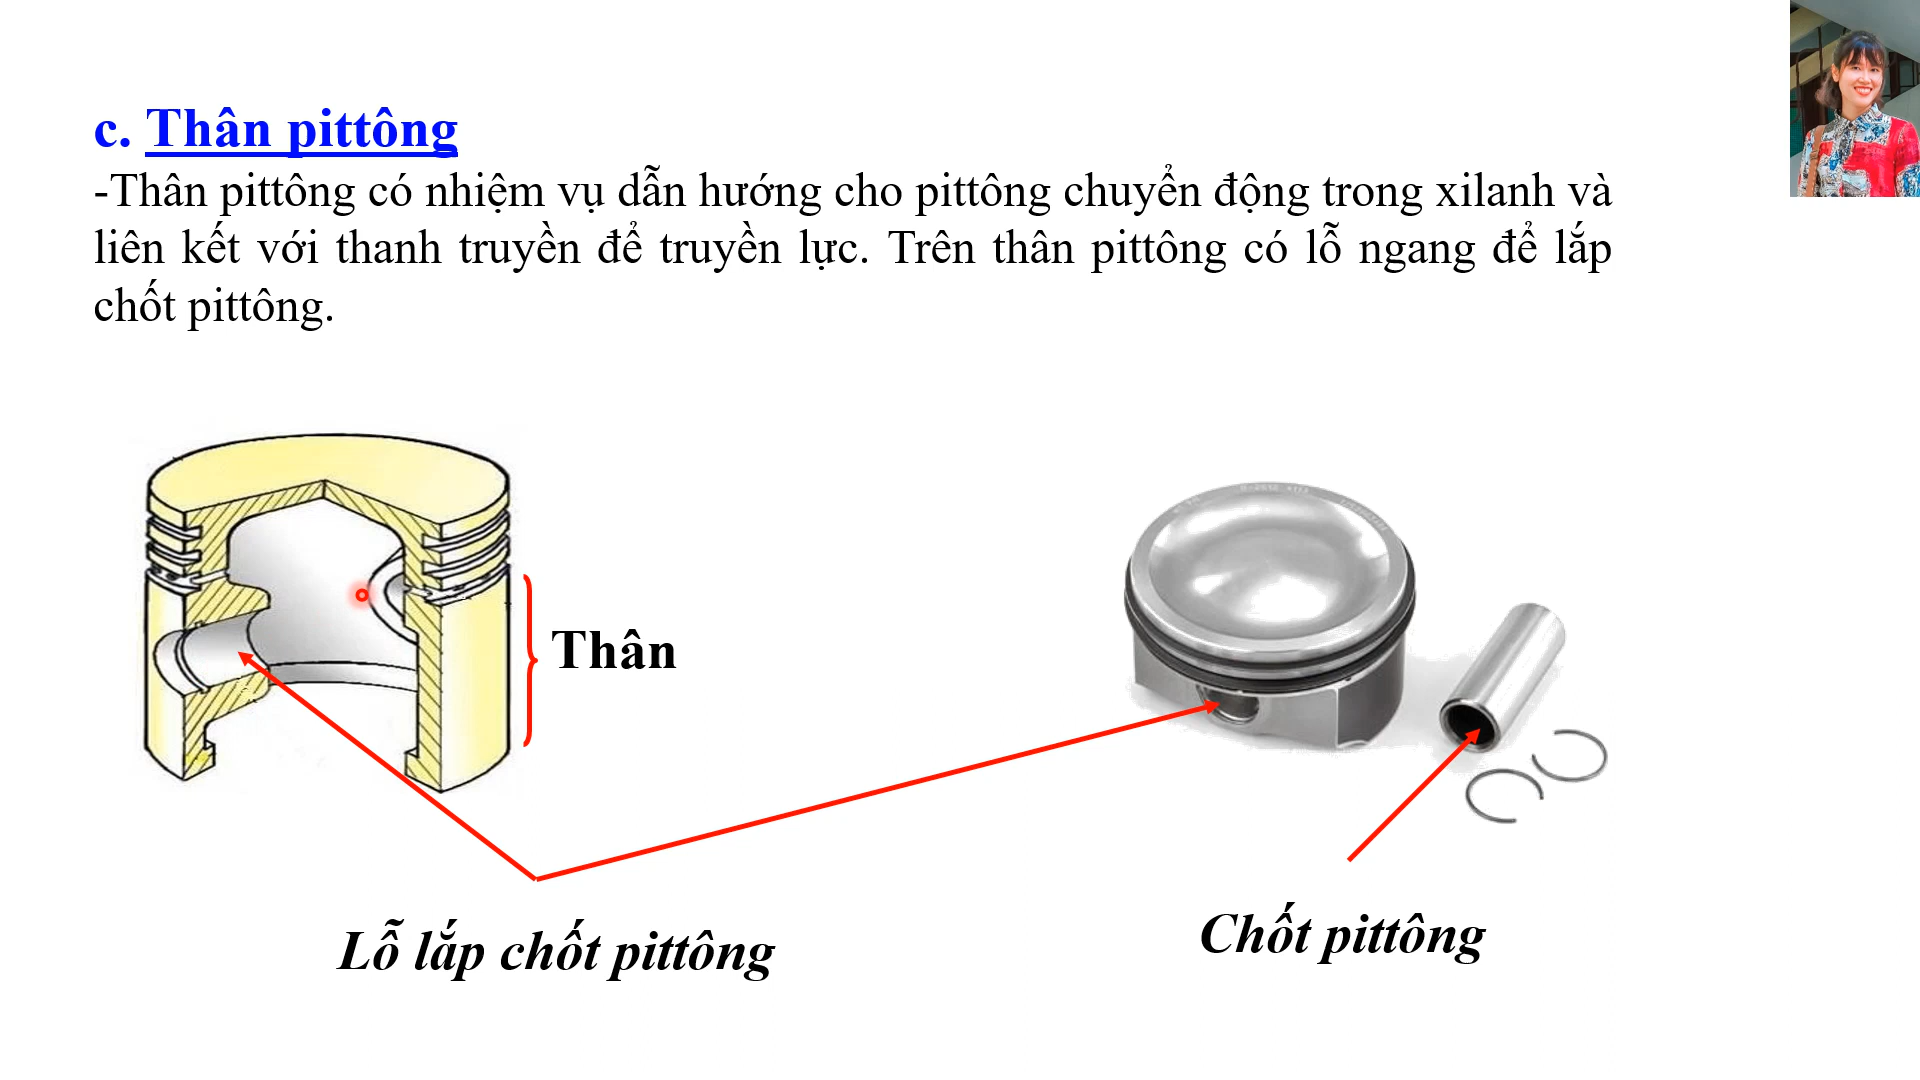 c. Thân pittông
-Thân pittông có nhiệm vụ dẫn hướng cho pittông chuyển động trong xilanh và
liên kết với thanh truyền để truyền lực. Trên thân pittông có lỗ ngang để lắp
chốt pittông.
Thân
Lỗ lắp chốt pittông
Chốt pittông